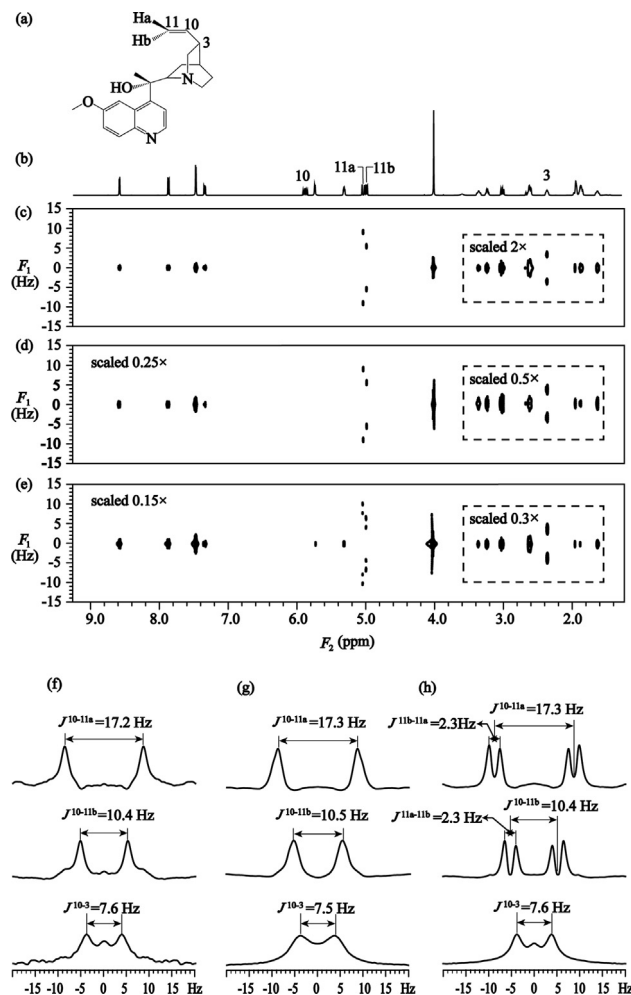 (a)
Ha 11 10
Hb
3
HO
N
O
N
(b)
10 11a 11b 3
(c)
15
10
5
0
-5
-10
-15
F1
(Hz)
scaled 2×
(d)
15
10
5
0
-5
-10
-15
F1
(Hz)
scaled 0.25×
scaled 0.5×
(e)
15
10
5
0
-5
-10
-15
F1
(Hz)
scaled 0.15×
scaled 0.3×
9.0 8.0 7.0 6.0 5.0 4.0 3.0 2.0
F2 (ppm)
(f)
J10-11a=17.2 Hz
J10-11b=10.4 Hz
J10-3=7.6 Hz
-15 -10 -5 0 5 10 15 Hz
(g)
J10-11a=17.3 Hz
J10-11b=10.5 Hz
J10-3=7.5 Hz
-15 -10 -5 0 5 10 15 Hz
(h)
J10-11a=17.3 Hz
J11b-11a=2.3Hz
J10-11b=10.4 Hz
J11a-11b=2.3 Hz
J10-3=7.6 Hz
-15 -10 -5 0 5 10 15 Hz